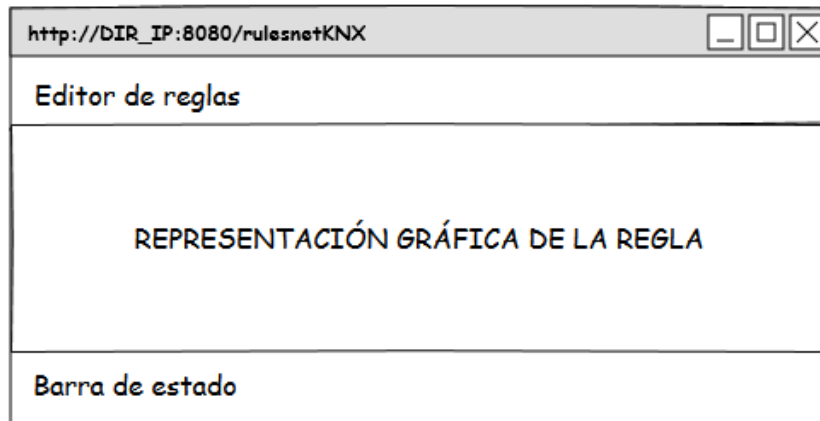 http://DIR_IP:8080/rulesnetKNX
Editor de reglas
REPRESENTACIÓN GRÁFICA DE LA REGLA
Barra de estado